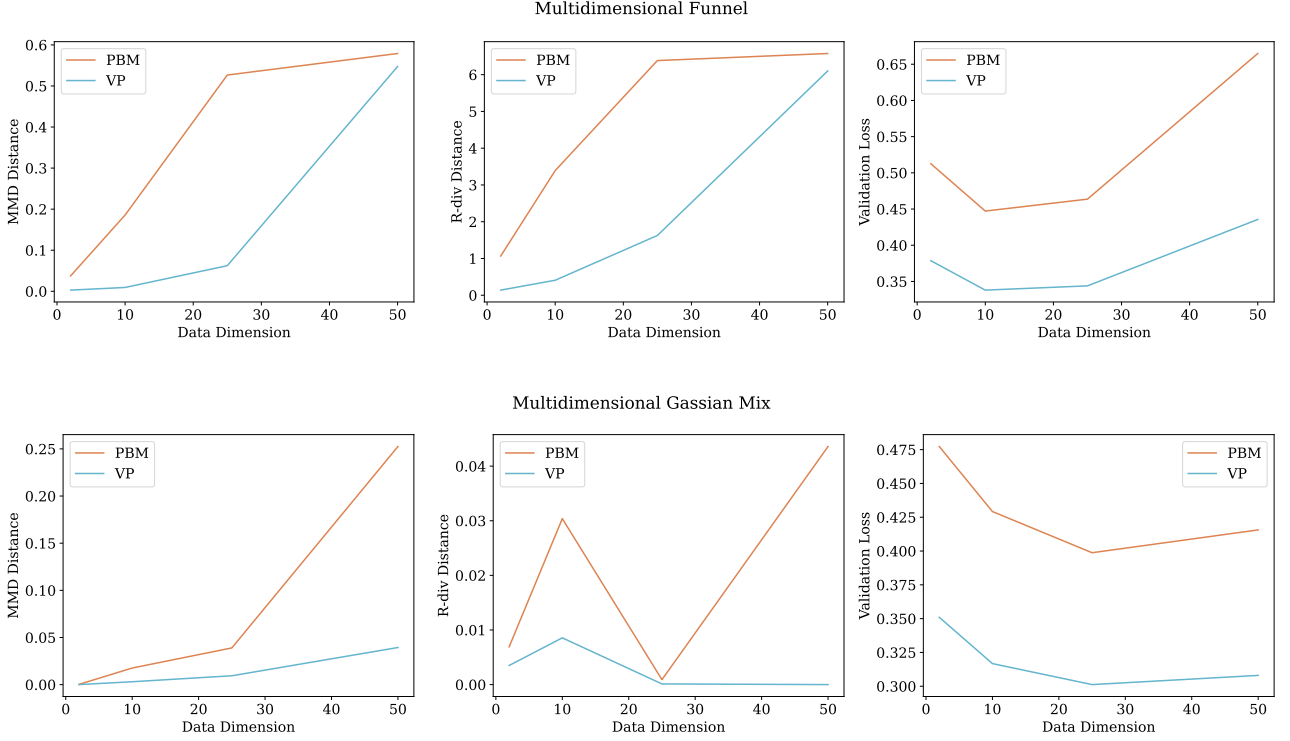 Multidimensional Funnel
PBM
VP
0.6
0.5
0.4
0.3
0.2
0.1
0.0
MMD Distance
0 10 20 30 40 50
Data Dimension
PBM
VP
6
5
4
3
2
1
0
R-div Distance
0 10 20 30 40 50
Data Dimension
PBM
VP
0.65
0.60
0.55
0.50
0.45
0.40
0.35
Validation Loss
0 10 20 30 40 50
Data Dimension
Multidimensional Gassian Mix
PBM
VP
0.25
0.20
0.15
0.10
0.05
0.00
MMD Distance
0 10 20 30 40 50
Data Dimension
PBM
VP
0.04
0.03
0.02
0.01
0.00
R-div Distance
0 10 20 30 40 50
Data Dimension
PBM
VP
0.475
0.450
0.425
0.400
0.375
0.350
0.325
0.300
Validation Loss
0 10 20 30 40 50
Data Dimension